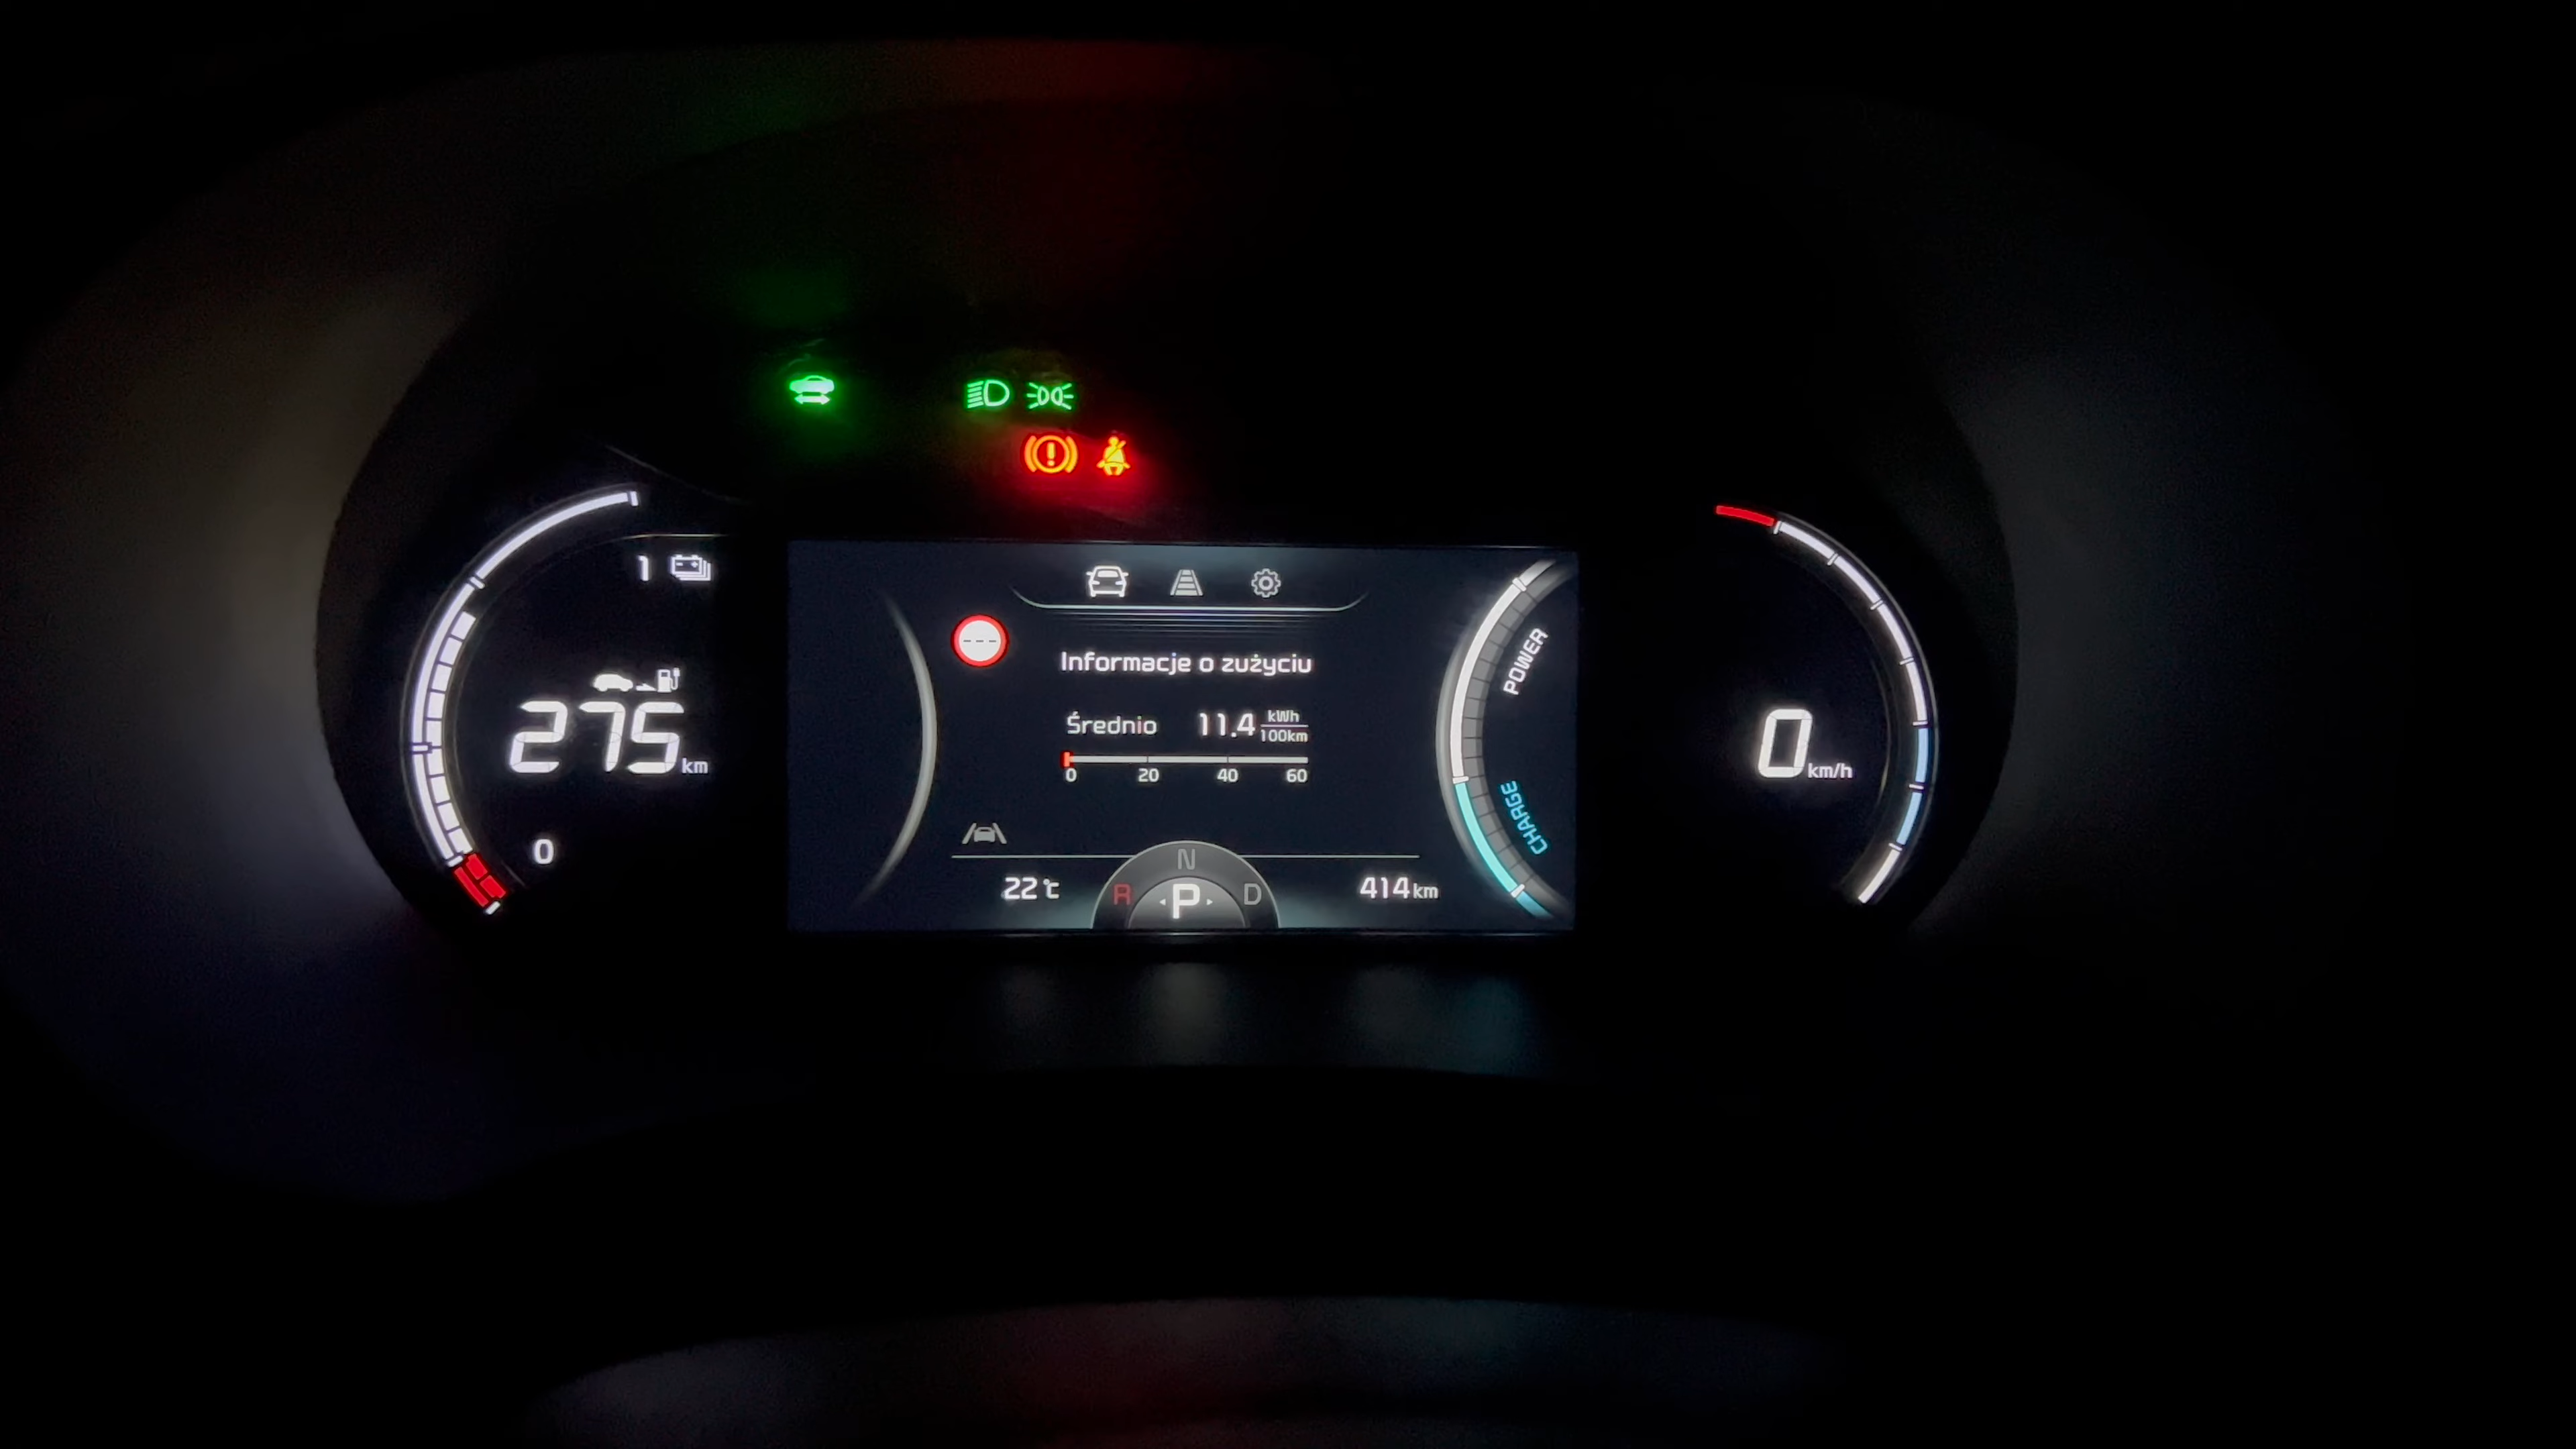 1
275 km
0
Informacje o zużyciu
Średnio 11.4 kWh/100km
0 20 40 60
POWER
CHARGE
N
22°C R P D 414 km
0 km/h